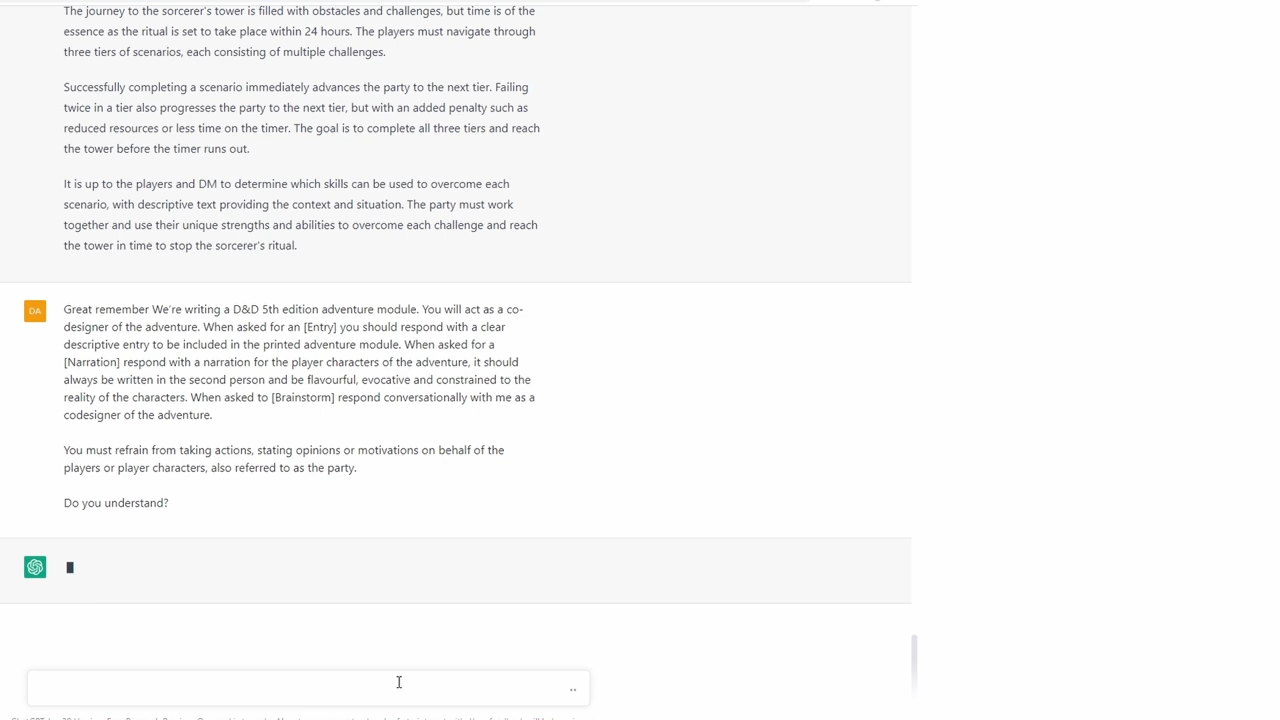 The journey to the sorcerer's tower is filled with obstacles and challenges, but time is of the
essence as the ritual is set to take place within 24 hours. The players must navigate through
three tiers of scenarios, each consisting of multiple challenges.
Successfully completing a scenario immediately advances the party to the next tier. Failing
twice in a tier also progresses the party to the next tier, but with an added penalty such as
reduced resources or less time on the timer. The goal is to complete all three tiers and reach
the tower before the timer runs out.
It is up to the players and DM to determine which skills can be used to overcome each
scenario, with descriptive text providing the context and situation. The party must work
together and use their unique strengths and abilities to overcome each challenge and reach
the tower in time to stop the sorcerer's ritual.
DA
Great remember We're writing a D&D 5th edition adventure module. You will act as a co-
designer of the adventure. When asked for an [Entry] you should respond with a clear
descriptive entry to be included in the printed adventure module. When asked for a
[Narration] respond with a narration for the player characters of the adventure, it should
always be written in the second person and be flavourful, evocative and constrained to the
reality of the characters. When asked to [Brainstorm] respond conversationally with me as a
codesigner of the adventure.
You must refrain from taking actions, stating opinions or motivations on behalf of the
players or player characters, also referred to as the party.
Do you understand?